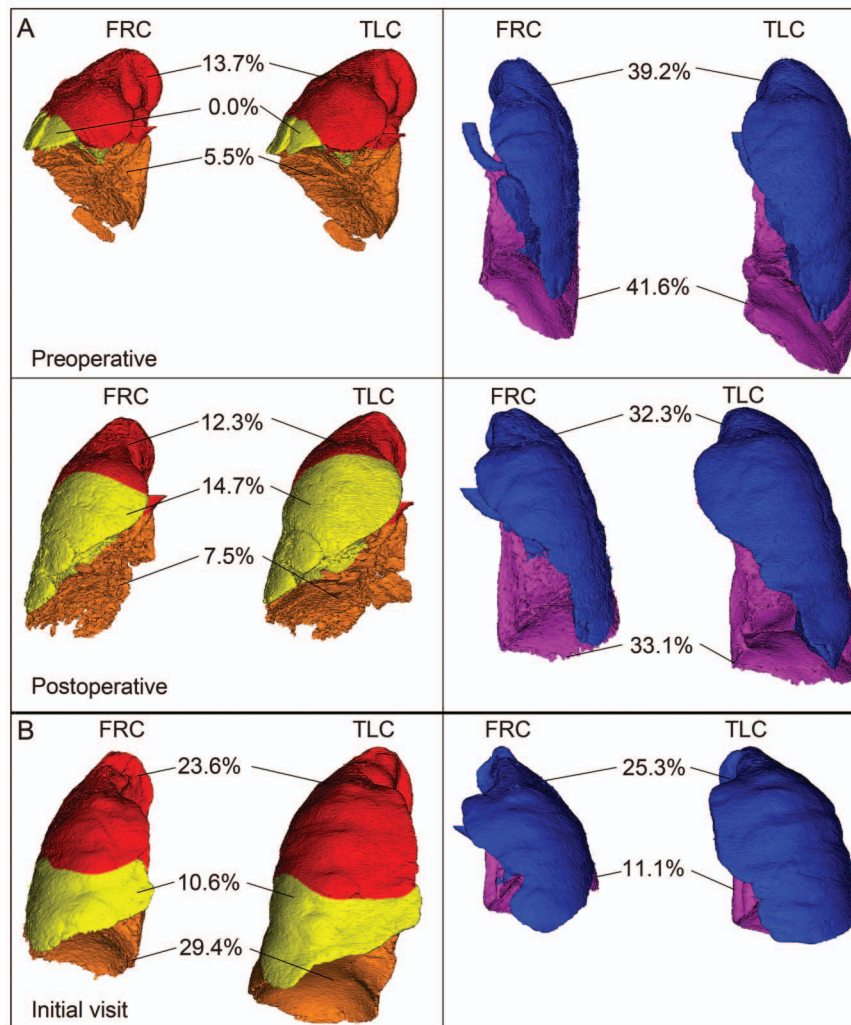 A FRC TLC FRC TLC
13.7% 39.2%
0.0%
5.5%
41.6%
Preoperative
FRC TLC FRC TLC
12.3% 32.3%
14.7%
7.5%
33.1%
Postoperative
B FRC TLC FRC TLC
23.6% 25.3%
10.6% 11.1%
29.4%
Initial visit